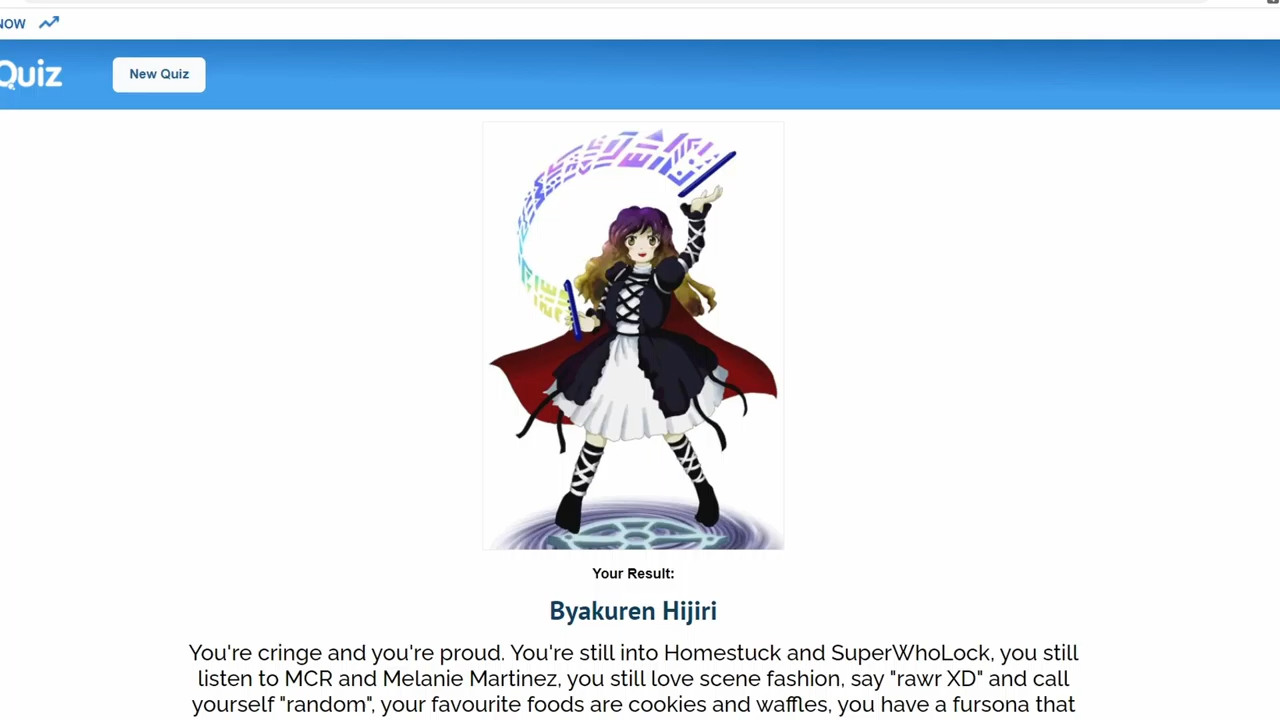 NOW
Quiz
New Quiz
Your Result:
Byakuren Hijiri
You're cringe and you're proud. You're still into Homestuck and SuperWhoLock, you still
listen to MCR and Melanie Martinez, you still love scene fashion, say "rawr XD" and call
yourself "random", your favourite foods are cookies and waffles, you have a fursona that